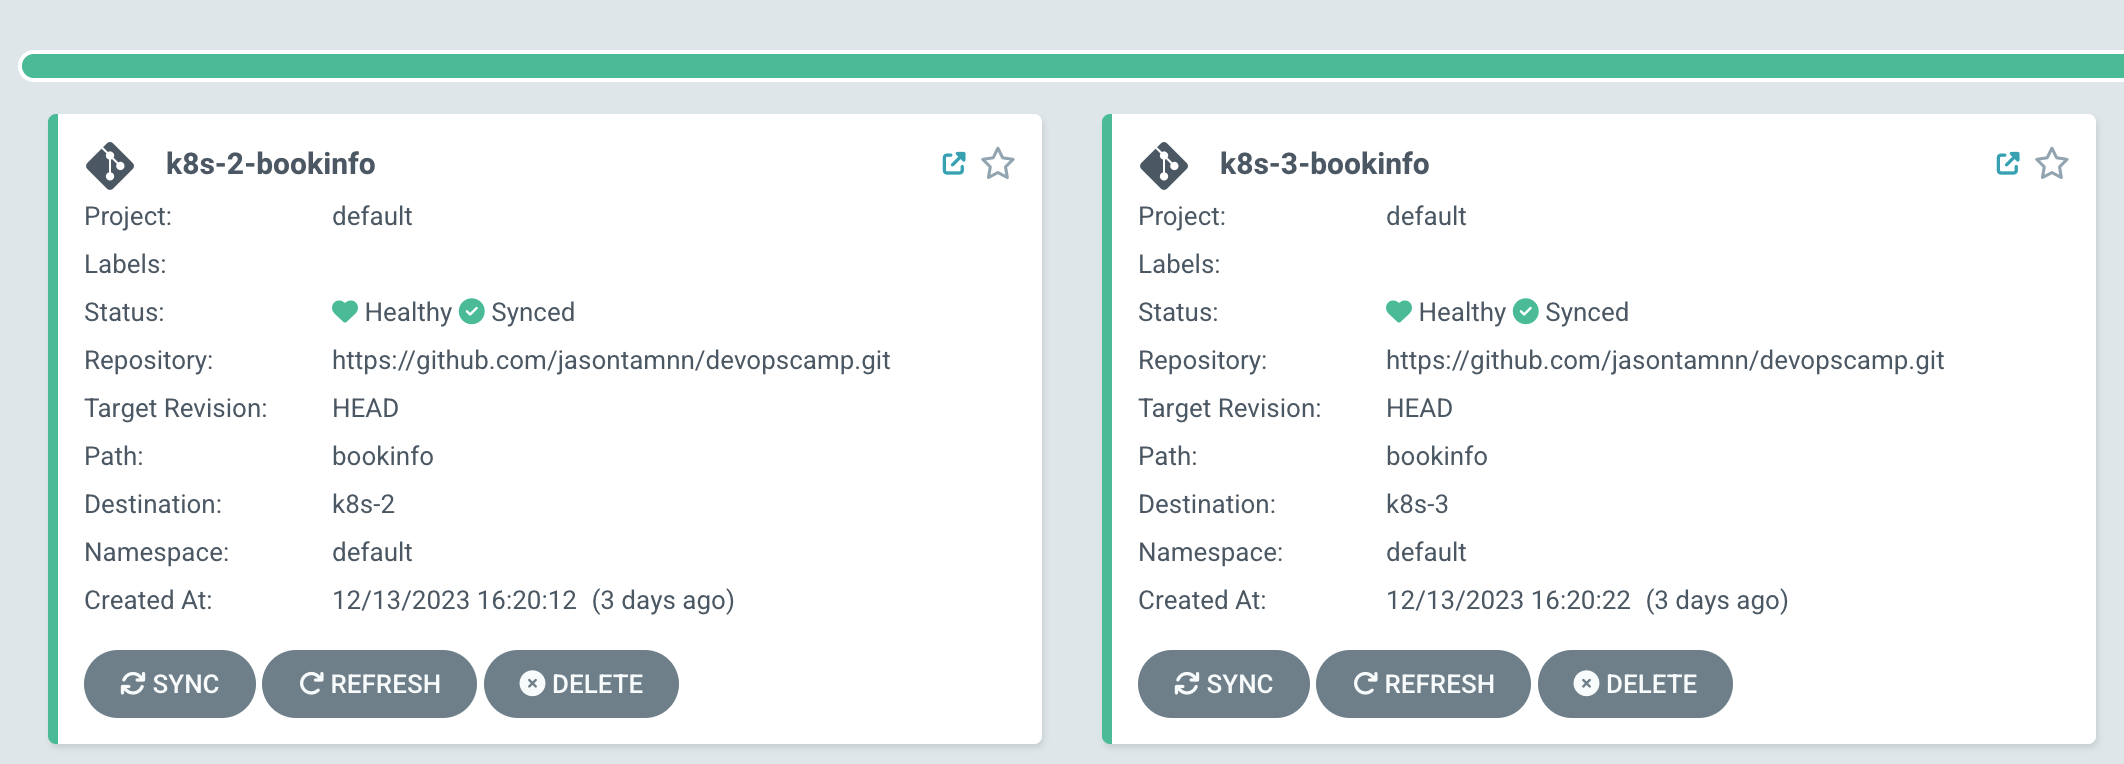 k8s-2-bookinfo
Project: default
Labels:
Status: Healthy Synced
Repository: https://github.com/jasontamnn/devopscamp.git
Target Revision: HEAD
Path: bookinfo
Destination: k8s-2
Namespace: default
Created At: 12/13/2023 16:20:12 (3 days ago)
SYNC REFRESH DELETE
k8s-3-bookinfo
Project: default
Labels:
Status: Healthy Synced
Repository: https://github.com/jasontamnn/devopscamp.git
Target Revision: HEAD
Path: bookinfo
Destination: k8s-3
Namespace: default
Created At: 12/13/2023 16:20:22 (3 days ago)
SYNC REFRESH DELETE